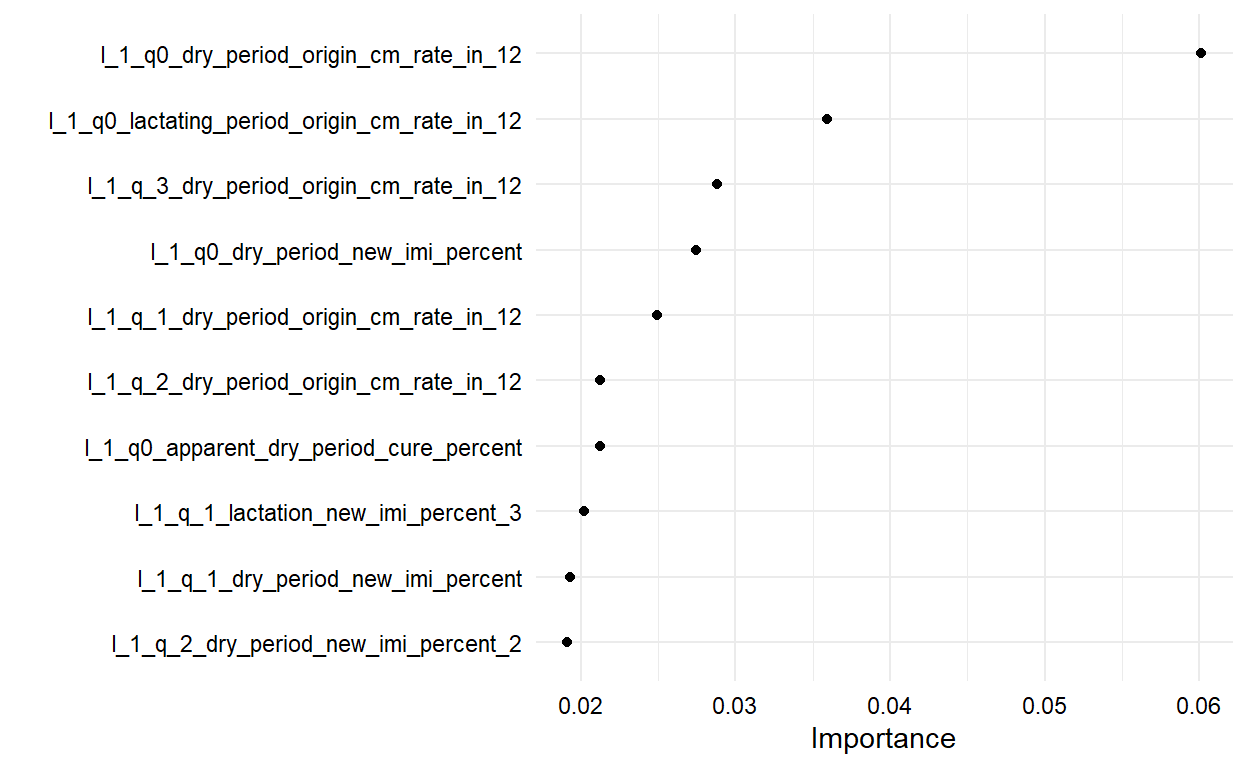 l_1_q0_dry_period_origin_cm_rate_in_12
l_1_q0_lactating_period_origin_cm_rate_in_12
l_1_q_3_dry_period_origin_cm_rate_in_12
l_1_q0_dry_period_new_imi_percent
l_1_q_1_dry_period_origin_cm_rate_in_12
l_1_q_2_dry_period_origin_cm_rate_in_12
l_1_q0_apparent_dry_period_cure_percent
l_1_q_1_lactation_new_imi_percent_3
l_1_q_1_dry_period_new_imi_percent
l_1_q_2_dry_period_new_imi_percent_2
0.02 0.03 0.04 0.05 0.06
Importance